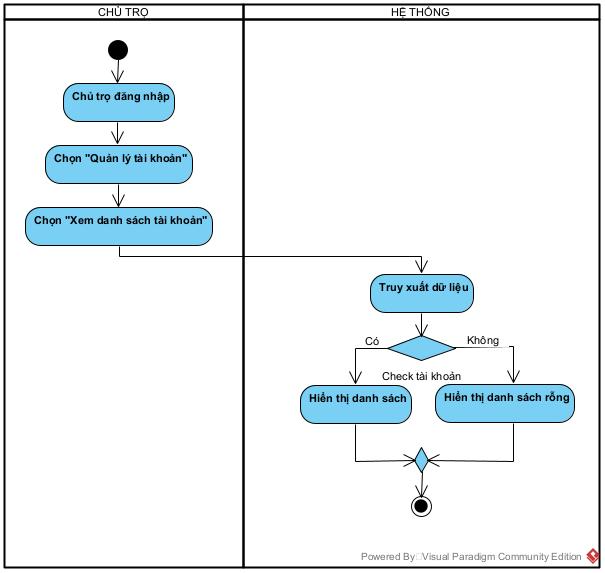 CHỦ TRỌ
HỆ THỐNG
Chủ trọ đăng nhập
Chọn "Quản lý tài khoản"
Chọn "Xem danh sách tài khoản"
Truy xuất dữ liệu
Có
Không
Check tài khoản
Hiển thị danh sách
Hiển thị danh sách rỗng
Powered By Visual Paradigm Community Edition